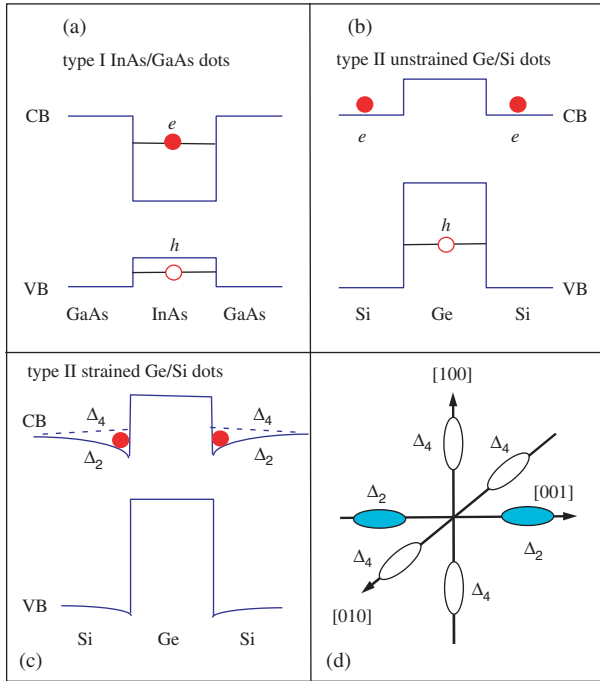 (a)
type I InAs/GaAs dots
CB
e
h
VB
GaAs InAs GaAs
(b)
type II unstrained Ge/Si dots
e e CB
h
VB
Si Ge Si
type II strained Ge/Si dots
CB Δ4 Δ4
Δ2 Δ2
VB
Si Ge Si
(c)
[100]
Δ4 Δ4
Δ2 [001]
Δ2
Δ4
Δ4
[010]
(d)